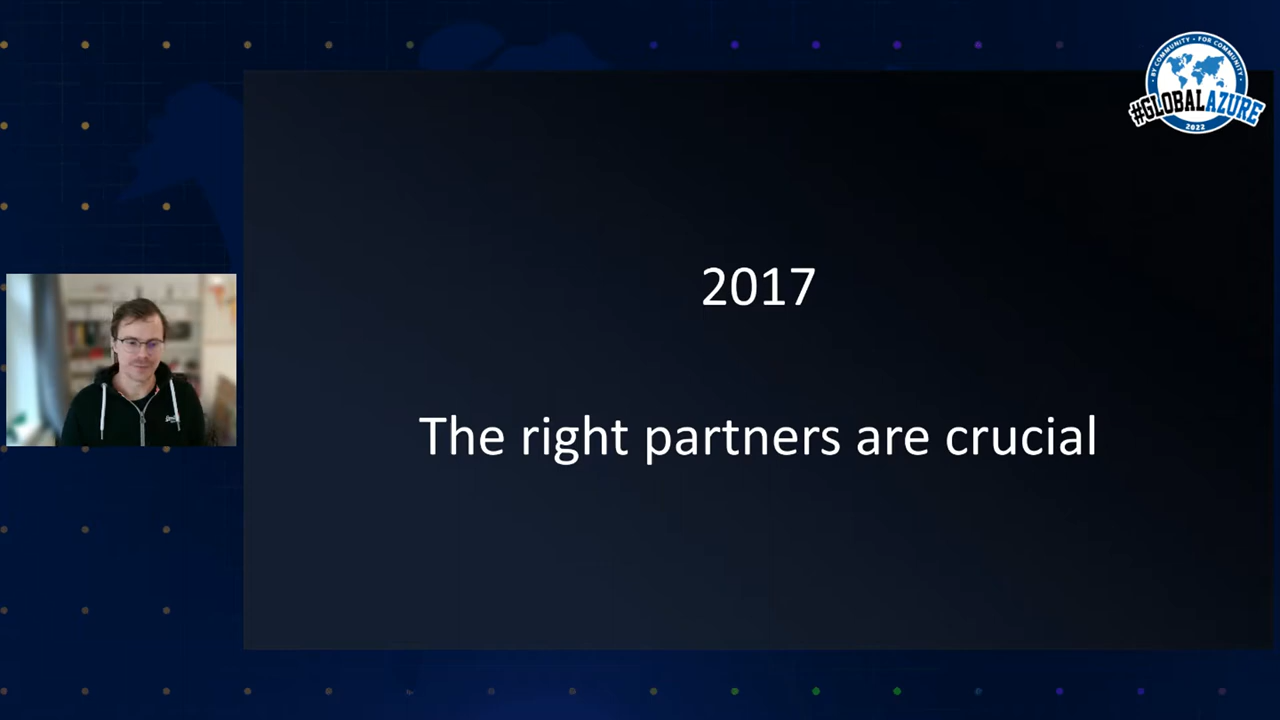 BY COMMUNITY • FOR COMMUNITY
#GLOBALAZURE
2022
2017
The right partners are crucial